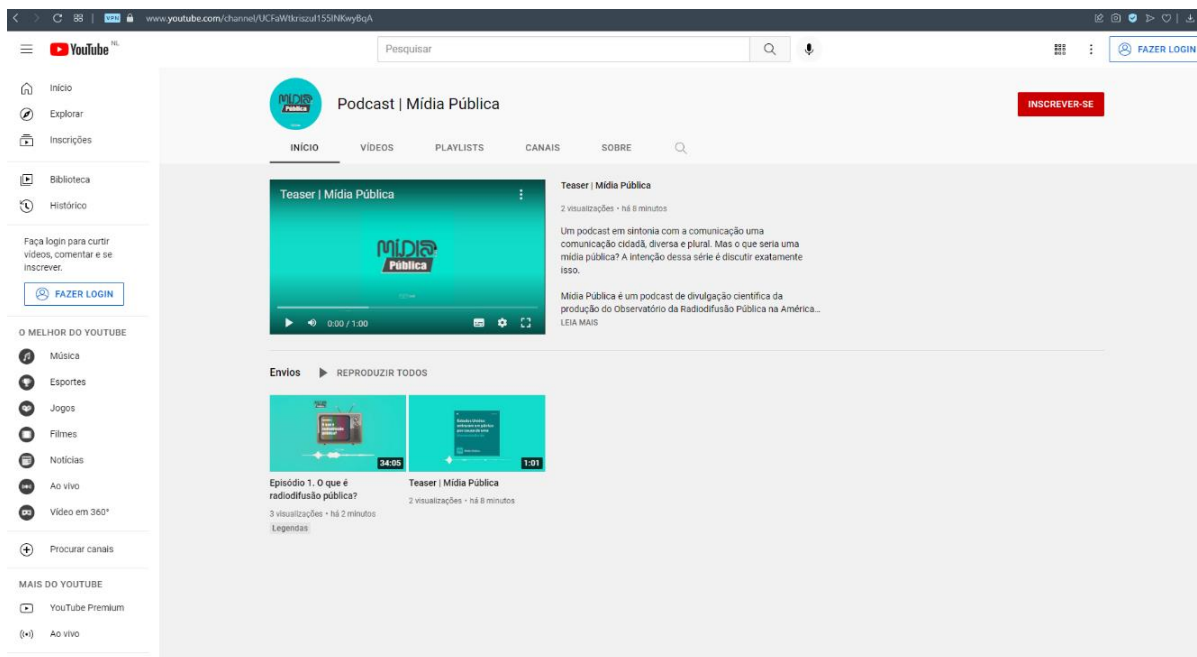 VPN www.youtube.com/channel/UCFaWtkriszuI155INKwyBqA
YouTube NL
Pesquisar
FAZER LOGIN
Início
Explorar
Inscrições
Biblioteca
Histórico
Faça login para curtir
vídeos, comentar e se
inscrever.
FAZER LOGIN
O MELHOR DO YOUTUBE
Música
Esportes
Jogos
Filmes
Notícias
Ao vivo
Vídeo em 360°
Procurar canais
MAIS DO YOUTUBE
YouTube Premium
Ao vivo
MÍDI@
Pública
Podcast | Mídia Pública
INSCREVER-SE
INÍCIO VÍDEOS PLAYLISTS CANAIS SOBRE
Teaser | Mídia Pública
MÍDI@
Pública
0:00 / 1:00
Teaser | Mídia Pública
2 visualizações • há 8 minutos
Um podcast em sintonia com a comunicação uma
comunicação cidadã, diversa e plural. Mas o que seria uma
mídia pública? A intenção dessa série é discutir exatamente
isso.
Mídia Pública é um podcast de divulgação científica da
produção do Observatório da Radiodifusão Pública na América...
LEIA MAIS
Envios REPRODUZIR TODOS
34:05
Episódio 1. O que é
radiodifusão pública?
3 visualizações • há 2 minutos
Legendas
1:01
Teaser | Mídia Pública
2 visualizações • há 8 minutos